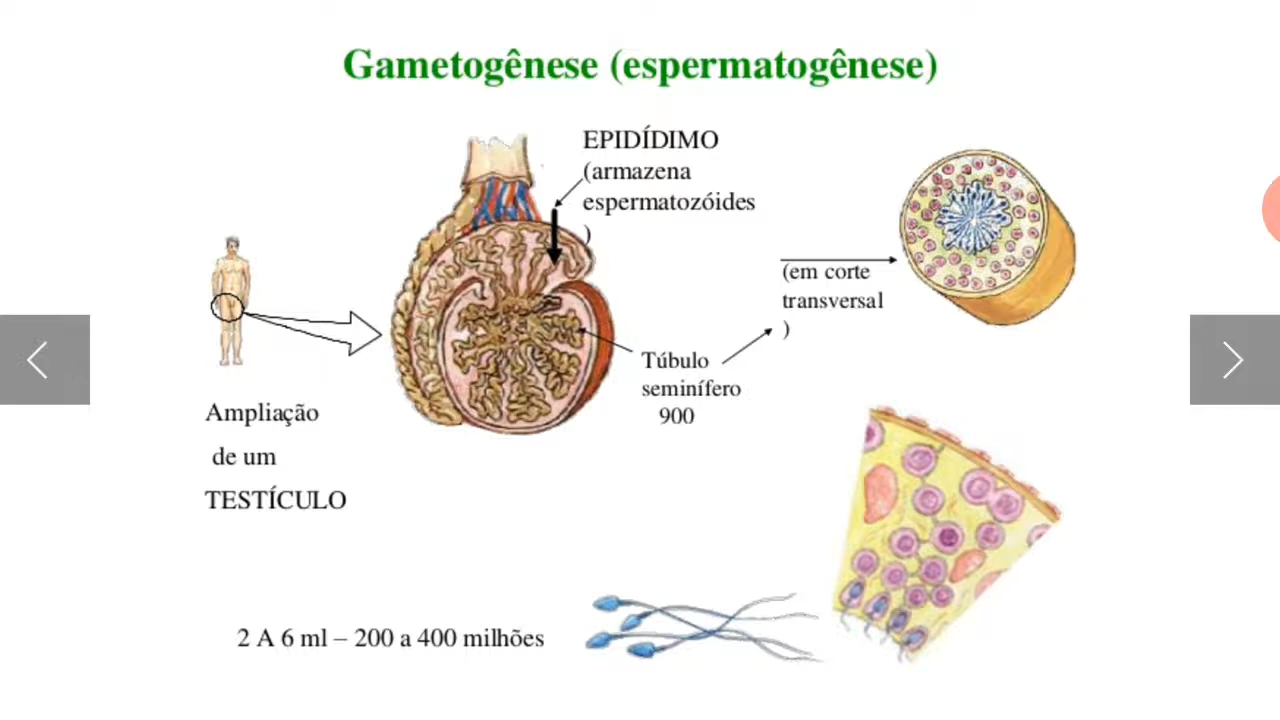 Gametogênese (espermatogênese)
EPIDÍDIMO
(armazena
espermatozóides
)
(em corte
transversal
)
Túbulo
seminífero
900
Ampliação
de um
TESTÍCULO
2 A 6 ml – 200 a 400 milhões